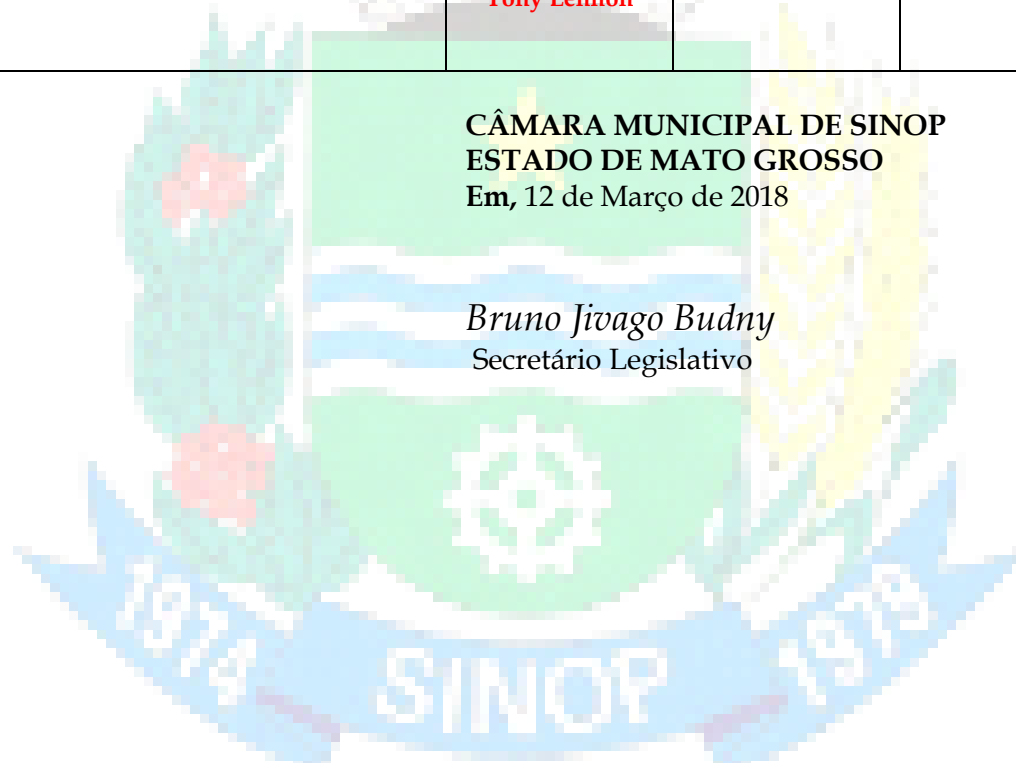 Tony Lennon
CÂMARA MUNICIPAL DE SINOP
ESTADO DE MATO GROSSO
Em, 12 de Março de 2018
Bruno Jivago Budny
Secretário Legislativo
1974 SINOP 1979